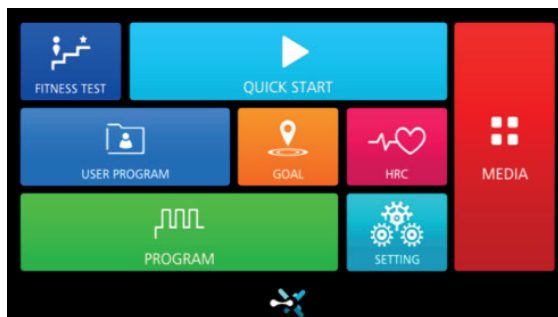 FITNESS TEST
QUICK START
USER PROGRAM
GOAL
HRC
MEDIA
PROGRAM
SETTING